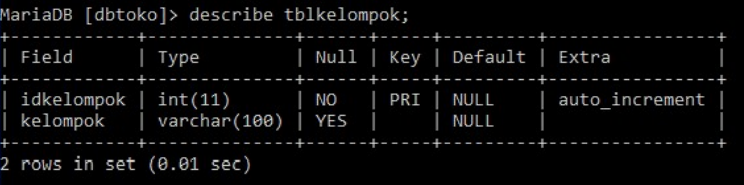 MariaDB [dbtoko]> describe tblkelompok;
+------------+--------------+------+-----+---------+----------------+
| Field      | Type         | Null | Key | Default | Extra          |
+------------+--------------+------+-----+---------+----------------+
| idkelompok | int(11)      | NO   | PRI | NULL    | auto_increment |
| kelompok   | varchar(100) | YES  |     | NULL    |                |
+------------+--------------+------+-----+---------+----------------+
2 rows in set (0.01 sec)